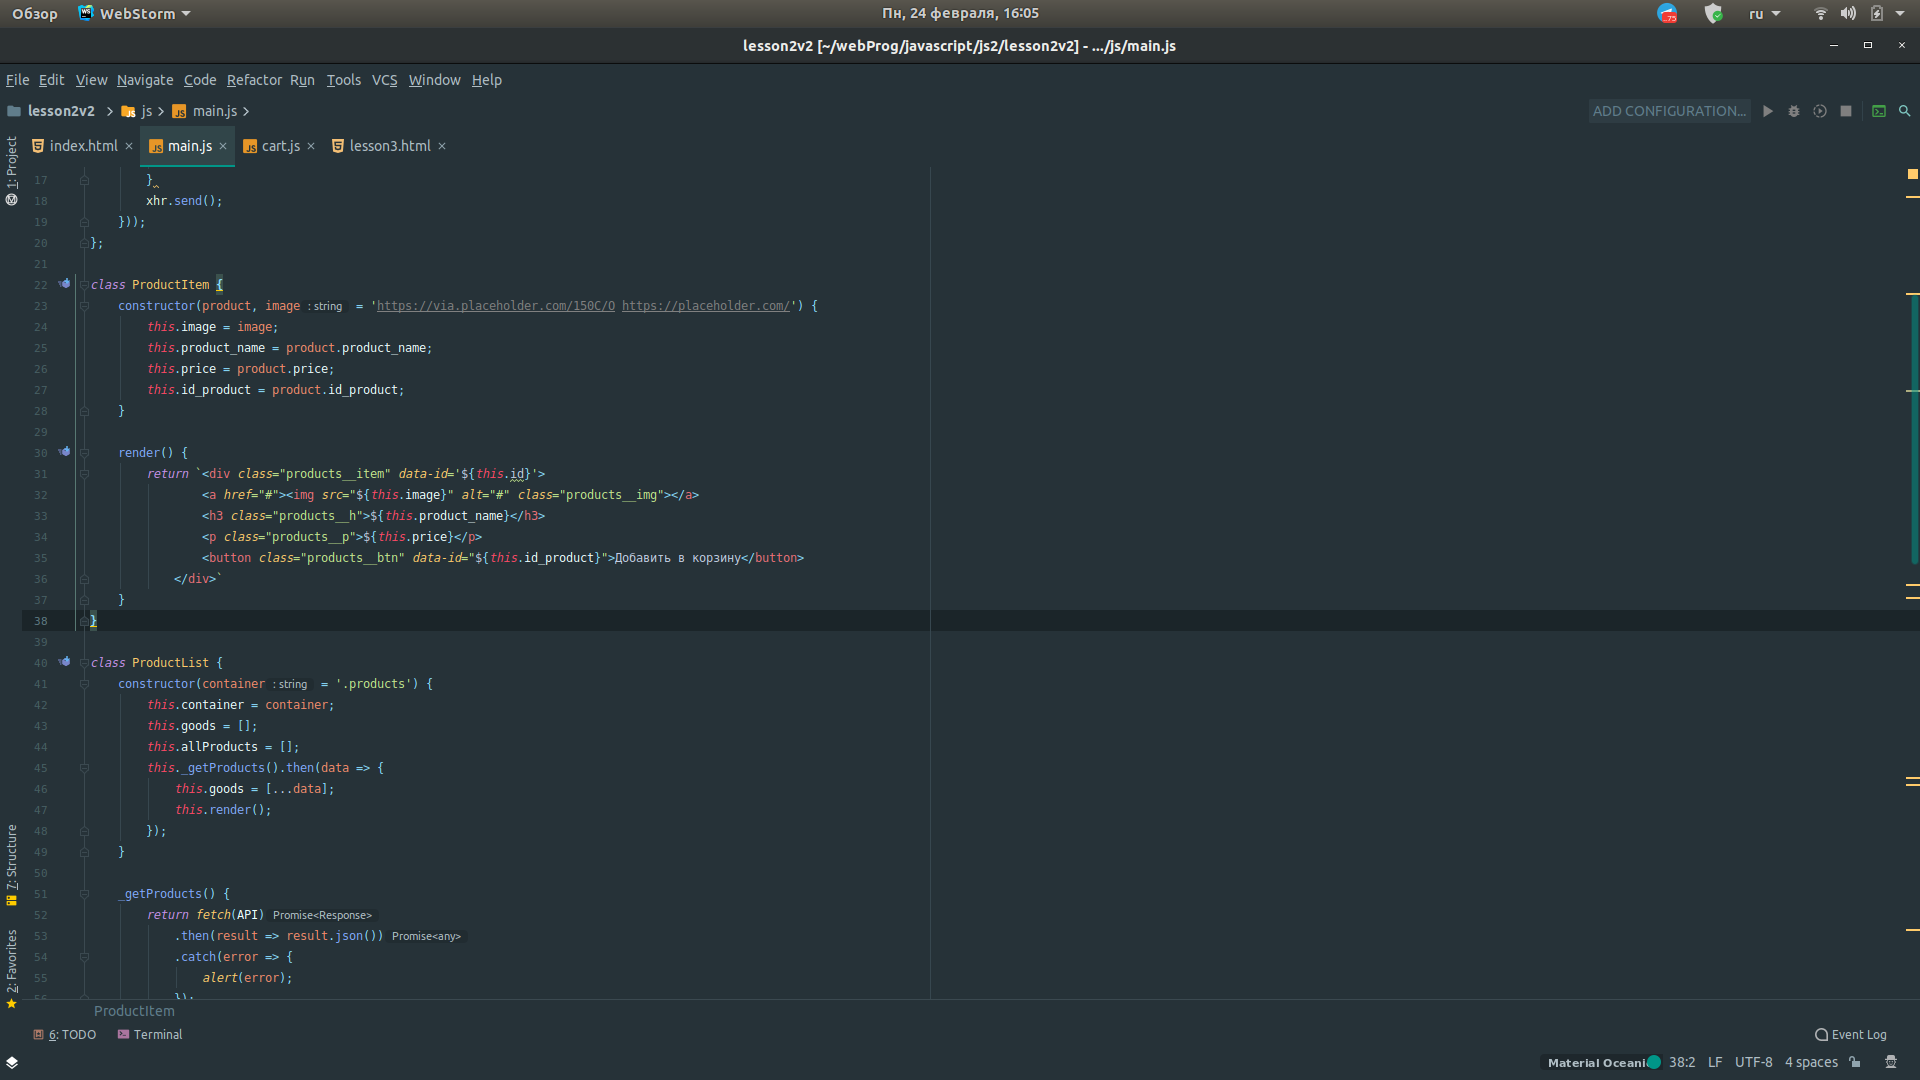 Обзор WebStorm Пн, 24 февраля, 16:05 75 ru
lesson2v2 [~/webProg/javascript/js2/lesson2v2] - .../js/main.js
File Edit View Navigate Code Refactor Run Tools VCS Window Help
lesson2v2 js main.js ADD CONFIGURATION...
index.html main.js cart.js lesson3.html
1: Project
7: Structure
2: Favorites
17 }
18 xhr.send();
19 }));
20 };
21
22 class ProductItem {
23 constructor(product, image : string = 'https://via.placeholder.com/150C/O https://placeholder.com/') {
24 this.image = image;
25 this.product_name = product.product_name;
26 this.price = product.price;
27 this.id_product = product.id_product;
28 }
29
30 render() {
31 return `<div class="products__item" data-id='${this.id}'>
32 <a href="#"><img src="${this.image}" alt="#" class="products__img"></a>
33 <h3 class="products__h">${this.product_name}</h3>
34 <p class="products__p">${this.price}</p>
35 <button class="products__btn" data-id="${this.id_product}">Добавить в корзину</button>
36 </div>`
37 }
38 }
39
40 class ProductList {
41 constructor(container : string = '.products') {
42 this.container = container;
43 this.goods = [];
44 this.allProducts = [];
45 this._getProducts().then(data => {
46 this.goods = [...data];
47 this.render();
48 });
49 }
50
51 _getProducts() {
52 return fetch(API) Promise<Response>
53 .then(result => result.json()) Promise<any>
54 .catch(error => {
55 alert(error);
56 });
ProductItem
6: TODO Terminal Event Log
Material Oceani 38:2 LF UTF-8 4 spaces